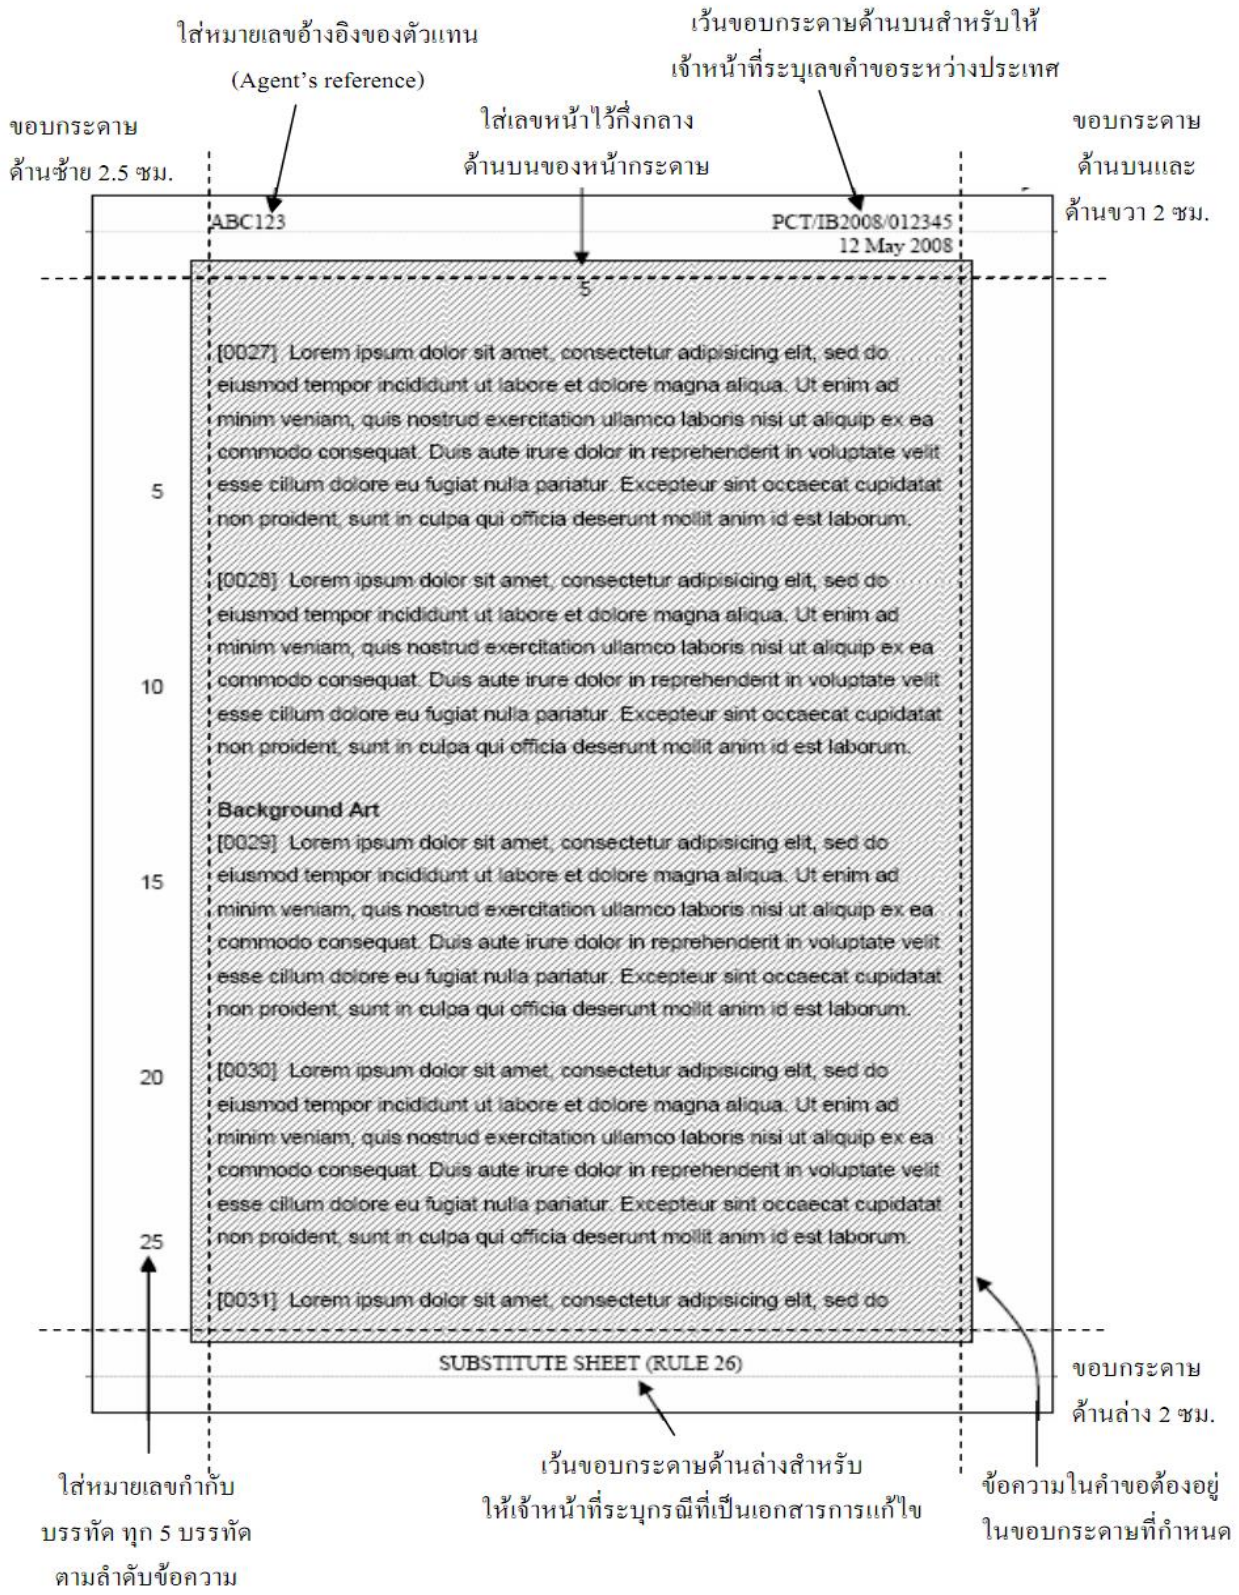 ใส่หมายเลขอ้างอิงของตัวแทน
(Agent's reference)
เว้นขอบกระดาษด้านบนสำหรับให้
เจ้าหน้าที่ระบุเลขคำขอระหว่างประเทศ
ขอบกระดาษ
ด้านซ้าย 2.5 ซม.
ใส่เลขหน้าไว้กึ่งกลาง
ด้านบนของหน้ากระดาษ
ขอบกระดาษ
ด้านบนและ
ด้านขวา 2 ซม.
ABC123
PCT/IB2008/012345
12 May 2008
5
[0027] Lorem ipsum dolor sit amet, consectetur adipisicing elit, sed do
eiusmod tempor incididunt ut labore et dolore magna aliqua. Ut enim ad
minim veniam, quis nostrud exercitation ullamco laboris nisi ut aliquip ex ea
commodo consequat. Duis aute irure dolor in reprehenderit in voluptate velit
5 esse cillum dolore eu fugiat nulla pariatur. Excepteur sint occaecat cupidatat
non proident, sunt in culpa qui officia deserunt mollit anim id est laborum.
[0028] Lorem ipsum dolor sit amet, consectetur adipisicing elit, sed do
eiusmod tempor incididunt ut labore et dolore magna aliqua. Ut enim ad
minim veniam, quis nostrud exercitation ullamco laboris nisi ut aliquip ex ea
10 commodo consequat. Duis aute irure dolor in reprehenderit in voluptate velit
esse cillum dolore eu fugiat nulla pariatur. Excepteur sint occaecat cupidatat
non proident, sunt in culpa qui officia deserunt mollit anim id est laborum.
Background Art
[0029] Lorem ipsum dolor sit amet, consectetur adipisicing elit, sed do
15 eiusmod tempor incididunt ut labore et dolore magna aliqua. Ut enim ad
minim veniam, quis nostrud exercitation ullamco laboris nisi ut aliquip ex ea
commodo consequat. Duis aute irure dolor in reprehenderit in voluptate velit
esse cillum dolore eu fugiat nulla pariatur. Excepteur sint occaecat cupidatat
non proident, sunt in culpa qui officia deserunt mollit anim id est laborum.
20 [0030] Lorem ipsum dolor sit amet, consectetur adipisicing elit, sed do
eiusmod tempor incididunt ut labore et dolore magna aliqua. Ut enim ad
minim veniam, quis nostrud exercitation ullamco laboris nisi ut aliquip ex ea
commodo consequat. Duis aute irure dolor in reprehenderit in voluptate velit
esse cillum dolore eu fugiat nulla pariatur. Excepteur sint occaecat cupidatat
25 non proident, sunt in culpa qui officia deserunt mollit anim id est laborum.
[0031] Lorem ipsum dolor sit amet, consectetur adipisicing elit, sed do
SUBSTITUTE SHEET (RULE 26)
ขอบกระดาษ
ด้านล่าง 2 ซม.
ใส่หมายเลขกำกับ
บรรทัด ทุก 5 บรรทัด
ตามลำดับข้อความ
เว้นขอบกระดาษด้านล่างสำหรับ
ให้เจ้าหน้าที่ระบุกรณีที่เป็นเอกสารการแก้ไข
ข้อความในคำขอต้องอยู่
ในขอบกระดาษที่กำหนด